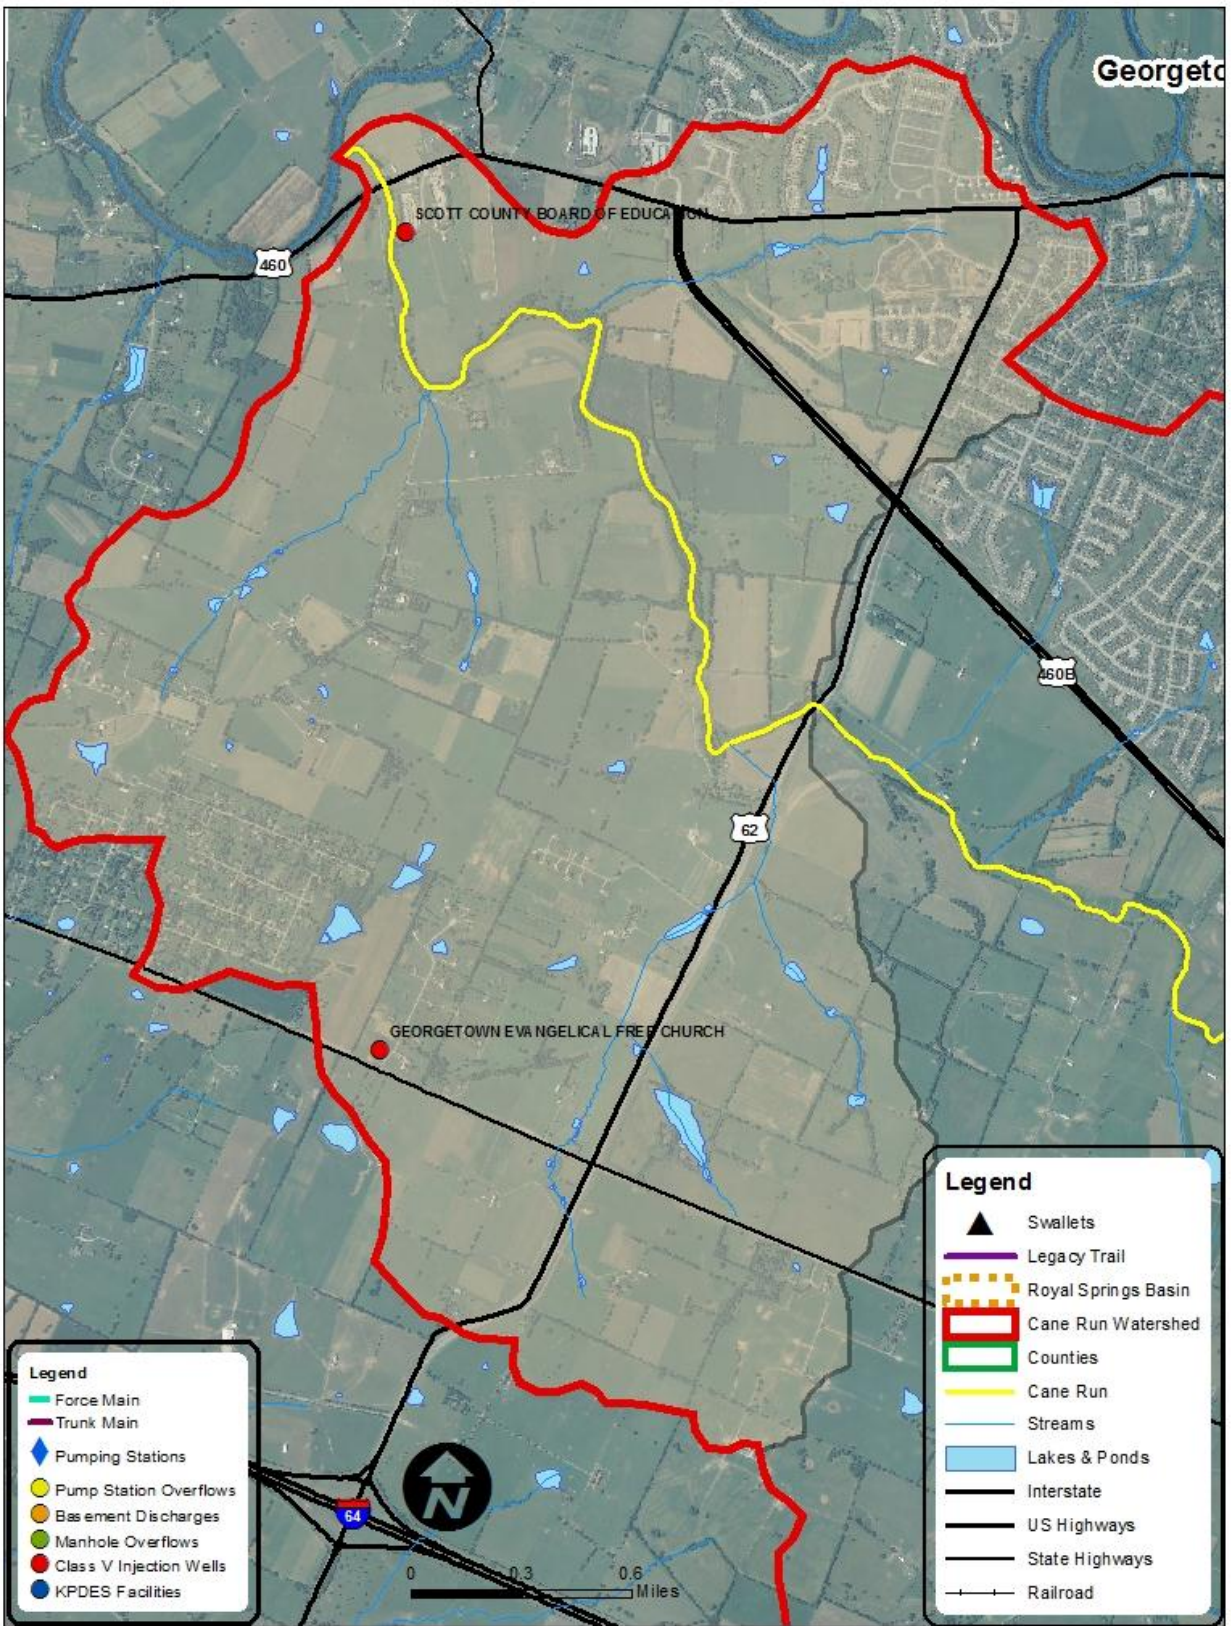 Georgeto
SCOTT COUNTY BOARD OF EDUCATION
460
460B
62
GEORGETOWN EVANGELICAL FREE CHURCH
Legend
Swallets
Legacy Trail
Royal Springs Basin
Cane Run Watershed
Counties
Cane Run
Streams
Lakes & Ponds
Interstate
US Highways
State Highways
Railroad
Legend
Force Main
Trunk Main
Pumping Stations
Pump Station Overflows
Basement Discharges
Manhole Overflows
Class V Injection Wells
KPDES Facilities
64
N
0 0.3 0.6
Miles